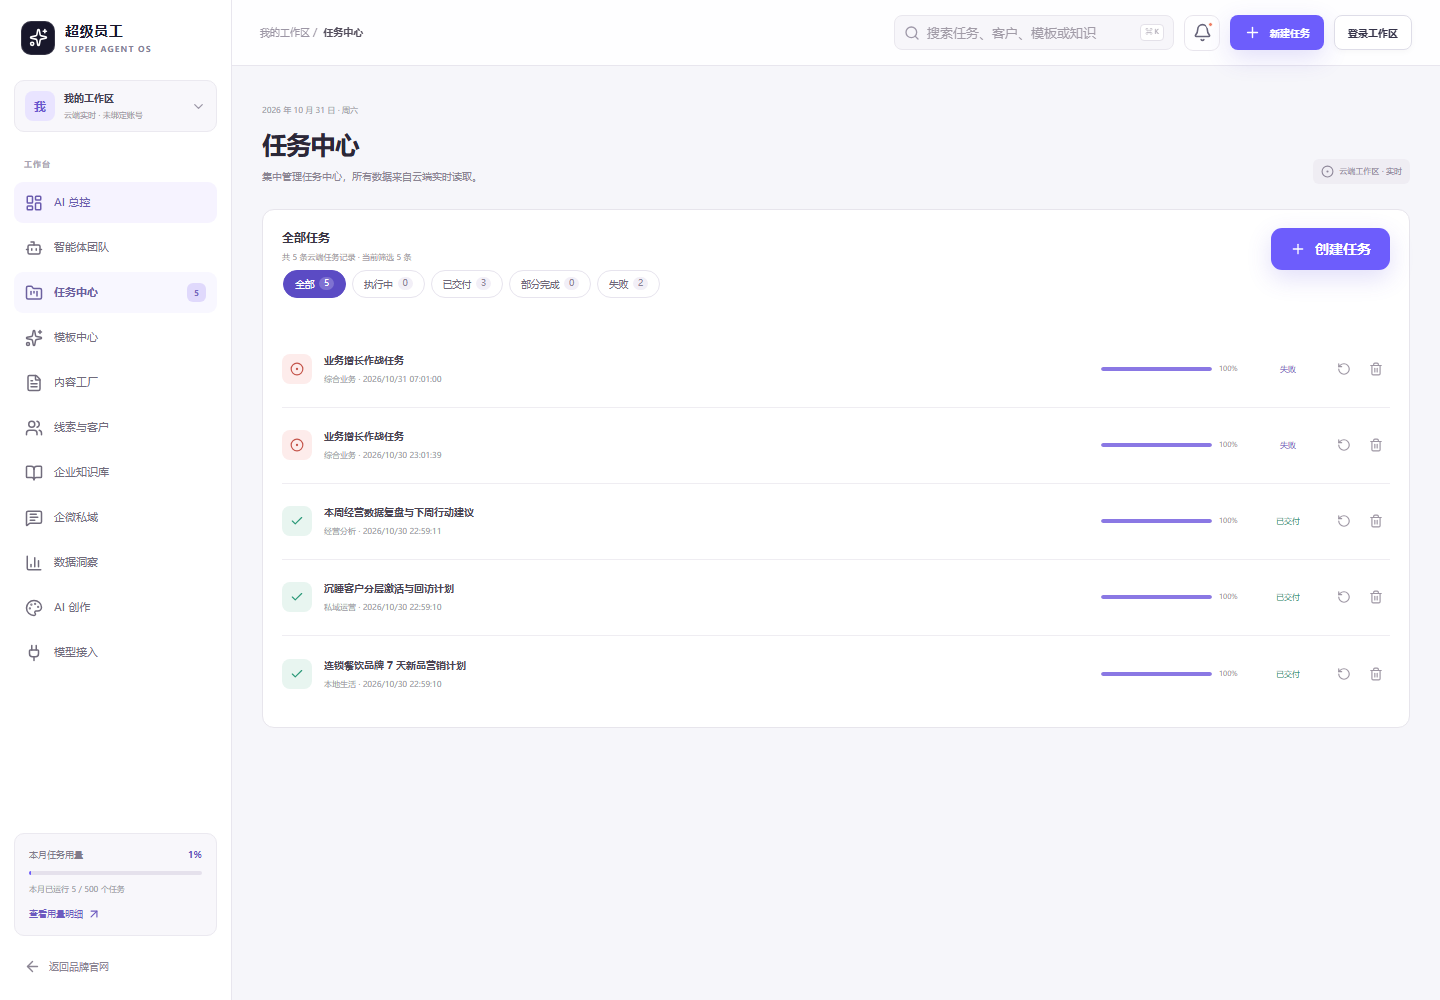 超级员工
SUPER AGENT OS
我的工作区 / 任务中心
搜索任务、客户、模板或知识
⌘ K
新建任务
登录工作区
我
我的工作区
云端实时 · 未绑定账号
工作台
AI 总控
智能体团队
任务中心 5
模板中心
内容工厂
线索与客户
企业知识库
企微私域
数据洞察
AI 创作
模型接入
本月任务用量 1%
本月已运行 5 / 500 个任务
查看用量明细
返回品牌官网
2026 年 10 月 31 日 · 周六
任务中心
集中管理任务中心，所有数据来自云端实时读取。
云端工作区 · 实时
全部任务
共 5 条云端任务记录 · 当前筛选 5 条
创建任务
全部 5 执行中 0 已交付 3 部分完成 0 失败 2
业务增长作战任务
综合业务 · 2026/10/31 07:01:00
100% 失败
业务增长作战任务
综合业务 · 2026/10/30 23:01:39
100% 失败
本周经营数据复盘与下周行动建议
经营分析 · 2026/10/30 22:59:11
100% 已交付
沉睡客户分层激活与回访计划
私域运营 · 2026/10/30 22:59:10
100% 已交付
连锁餐饮品牌 7 天新品营销计划
本地生活 · 2026/10/30 22:59:10
100% 已交付